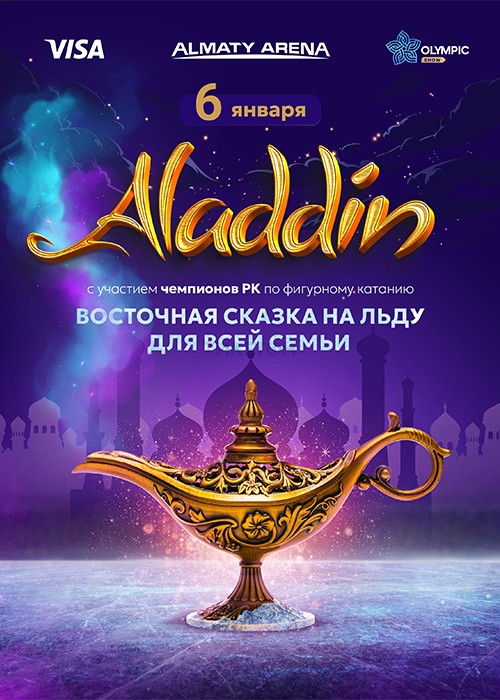 VISA
ALMATY ARENA
OLYMPIC
SHOW
6 января
Aladdin
с участием чемпионов РК по фигурному катанию
ВОСТОЧНАЯ СКАЗКА НА ЛЬДУ
ДЛЯ ВСЕЙ СЕМЬИ